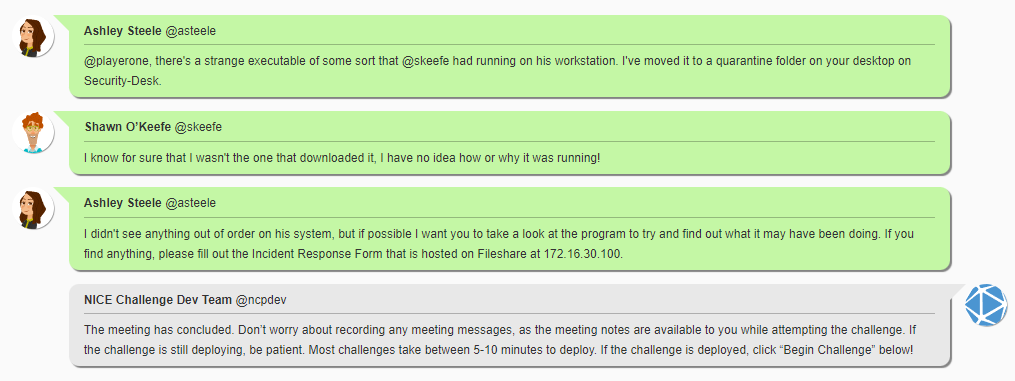 Ashley Steele @asteele
@playerone, there's a strange executable of some sort that @skeefe had running on his workstation. I've moved it to a quarantine folder on your desktop on
Security-Desk.
Shawn O'Keefe @skeefe
I know for sure that I wasn't the one that downloaded it, I have no idea how or why it was running!
Ashley Steele @asteele
I didn't see anything out of order on his system, but if possible I want you to take a look at the program to try and find out what it may have been doing. If you
find anything, please fill out the Incident Response Form that is hosted on Fileshare at 172.16.30.100.
NICE Challenge Dev Team @ncpdev
The meeting has concluded. Don’t worry about recording any meeting messages, as the meeting notes are available to you while attempting the challenge. If
the challenge is still deploying, be patient. Most challenges take between 5-10 minutes to deploy. If the challenge is deployed, click “Begin Challenge” below!